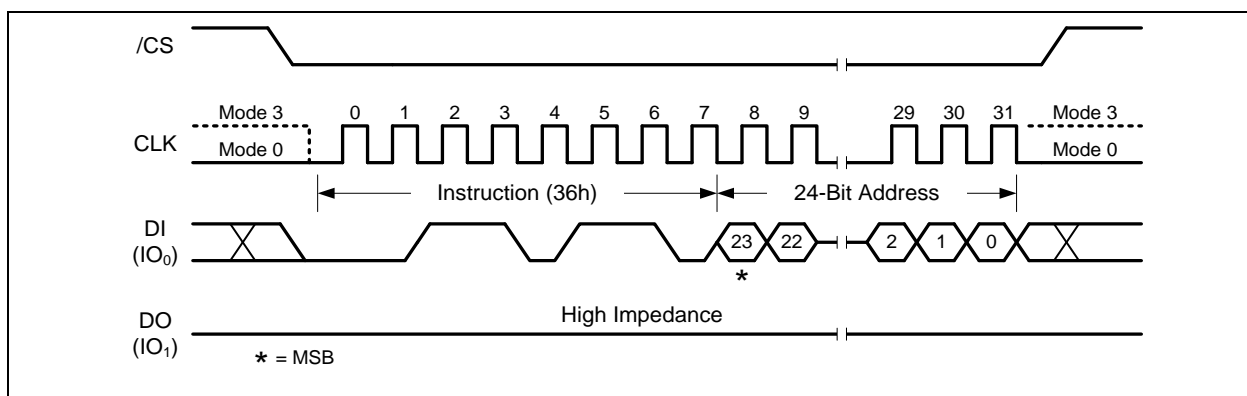 /CS
Mode 3 0 1 2 3 4 5 6 7 8 9 29 30 31 Mode 3
CLK
Mode 0 Mode 0
Instruction (36h) 24-Bit Address
DI
(IO₀)
23 22 2 1 0
*
High Impedance
DO
(IO₁)
* = MSB